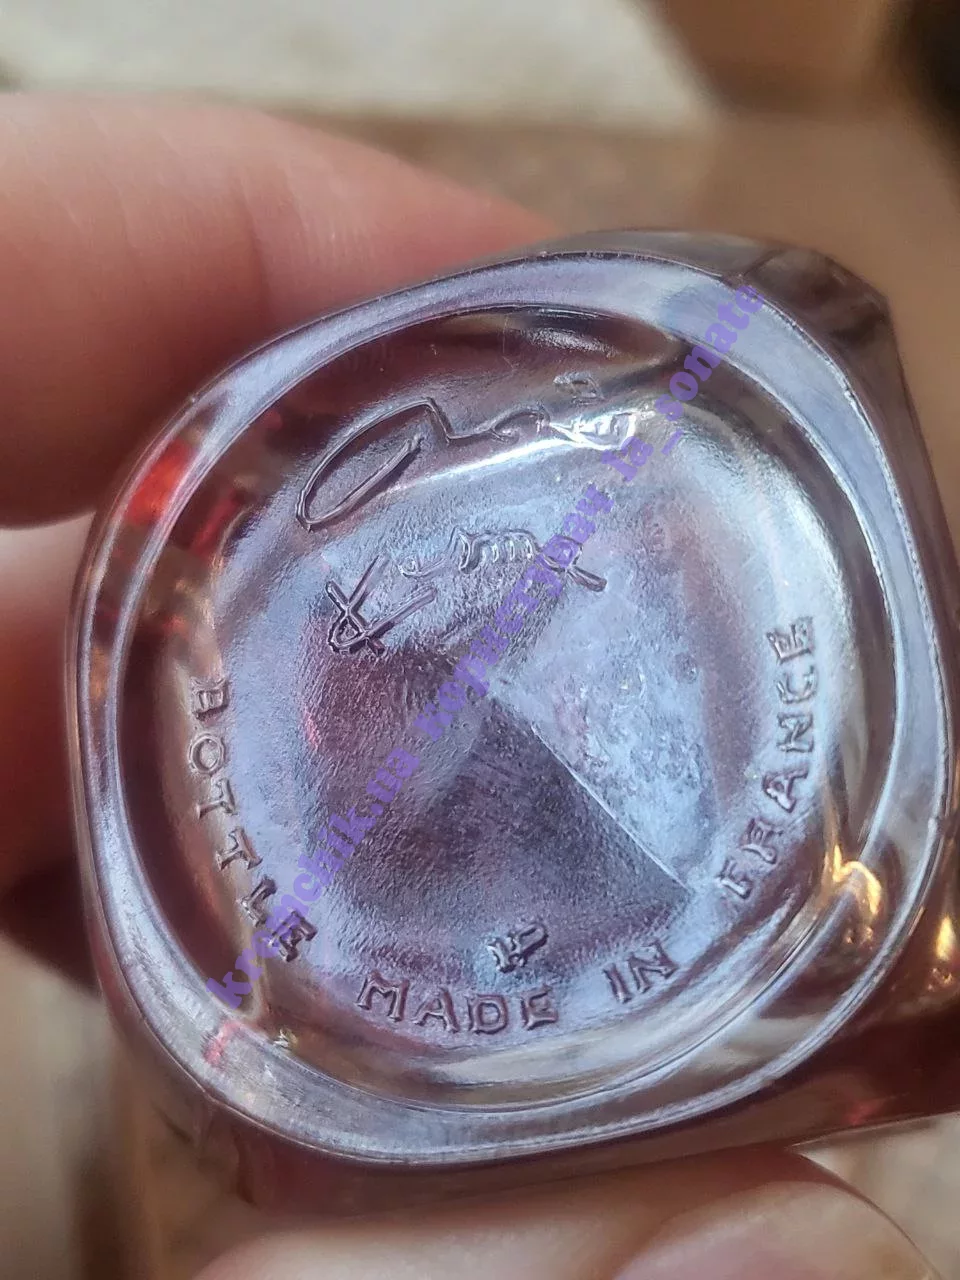 BOTTLE MADE IN FRANCE
kremchik.ua користувач la_sonate